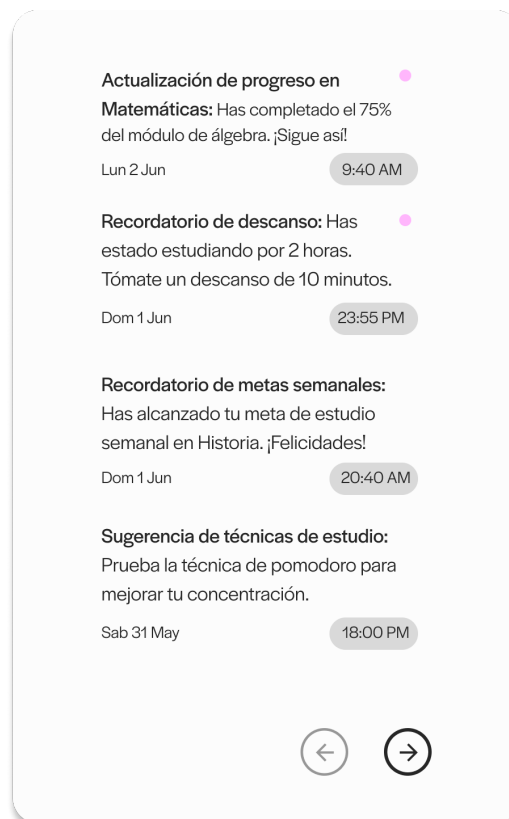 Actualización de progreso en
Matemáticas: Has completado el 75%
del módulo de álgebra. ¡Sigue así!
Lun 2 Jun 9:40 AM
Recordatorio de descanso: Has
estado estudiando por 2 horas.
Tómate un descanso de 10 minutos.
Dom 1 Jun 23:55 PM
Recordatorio de metas semanales:
Has alcanzado tu meta de estudio
semanal en Historia. ¡Felicidades!
Dom 1 Jun 20:40 AM
Sugerencia de técnicas de estudio:
Prueba la técnica de pomodoro para
mejorar tu concentración.
Sab 31 May 18:00 PM